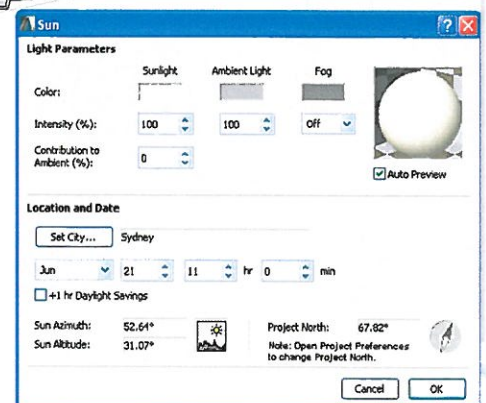 Sun
Light Parameters
Sunlight Ambient Light Fog
Color:
Intensity (%): 100 100 Off
Contribution to
Ambient (%): 0
Auto Preview
Location and Date
Set City... Sydney
Jun 21 11 hr 0 min
+1 hr Daylight Savings
Sun Azimuth: 52.64° Project North: 67.82°
Sun Altitude: 31.07° Note: Open Project Preferences
to change Project North.
Cancel OK